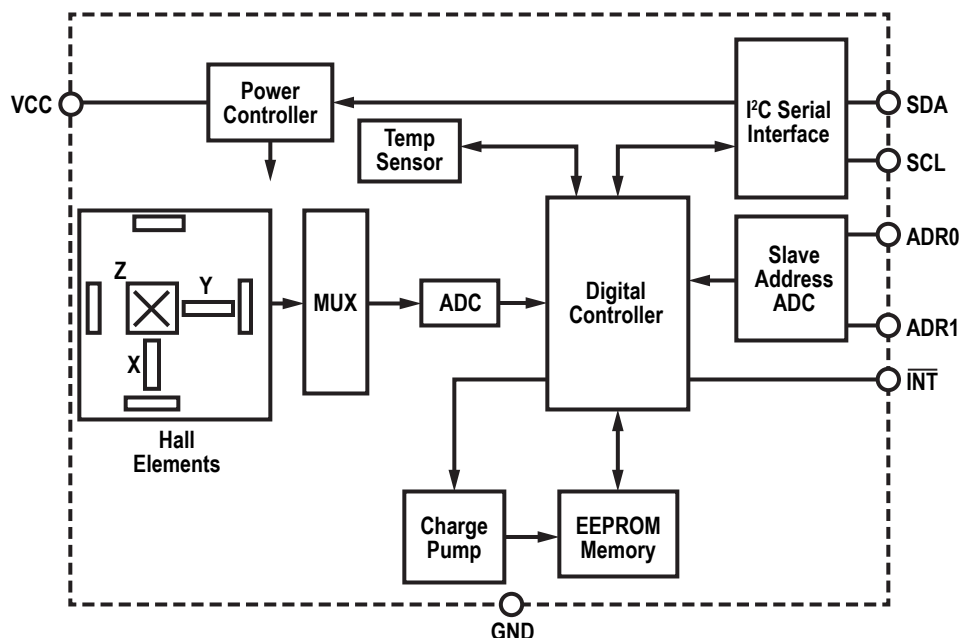 VCC
Power
Controller
Temp
Sensor
I²C Serial
Interface
SDA
SCL
Z
Y
X
Hall
Elements
MUX
ADC
Digital
Controller
Slave
Address
ADC
ADR0
ADR1
INT
Charge
Pump
EEPROM
Memory
GND